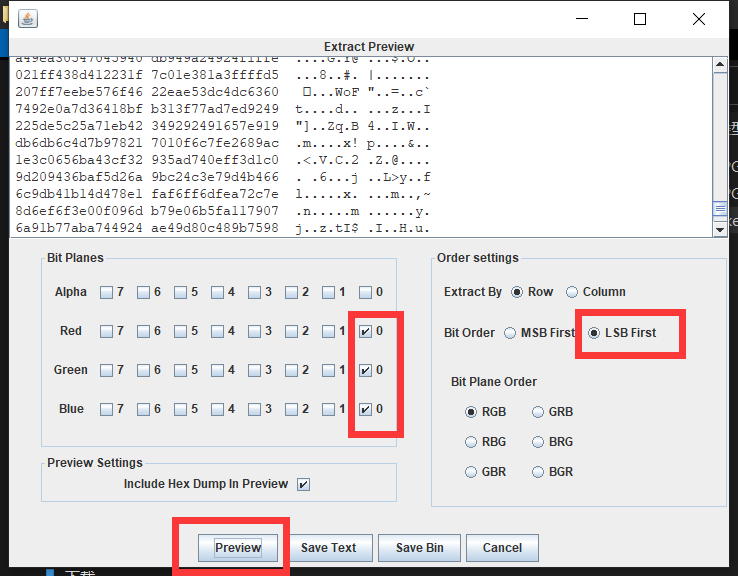 Extract Preview
021ff438d412231f 7c01e381a3ffffd5 ...8..#. |.......
207ff7eebe576f46 22eae53dc4dc6360 □...WoF "..=..c`
7492e0a7d36418bf b313f77ad7ed9249 t....d.. ...z...I
225de5c25a71eb42 349292491657e919 "]..Zq.B 4..I.W..
db6db6c4d7b97821 7010f6c7fe2689ac .m....x! p....&..
1e3c0656ba43cf32 935ad740eff3d1c0 .<.V.C.2 .Z.@....
9d209436baf5d26a 9bc24c3e79d4b466 . .6...j ..L>y..f
6c9db41b14d478e1 faf6ff6dfea72c7e l.....x. ...m..,~
8d6ef6f3e00f096d b79e06b5fa117907 .n.....m ......y.
6a91b77aba744924 ae49d80c489b7598 j..z.tI$ .I..H.u.
Bit Planes
Alpha 7 6 5 4 3 2 1 0
Red 7 6 5 4 3 2 1 0
Green 7 6 5 4 3 2 1 0
Blue 7 6 5 4 3 2 1 0
Preview Settings
Include Hex Dump In Preview
Order settings
Extract By Row Column
Bit Order MSB First LSB First
Bit Plane Order
RGB GRB
RBG BRG
GBR BGR
Preview Save Text Save Bin Cancel